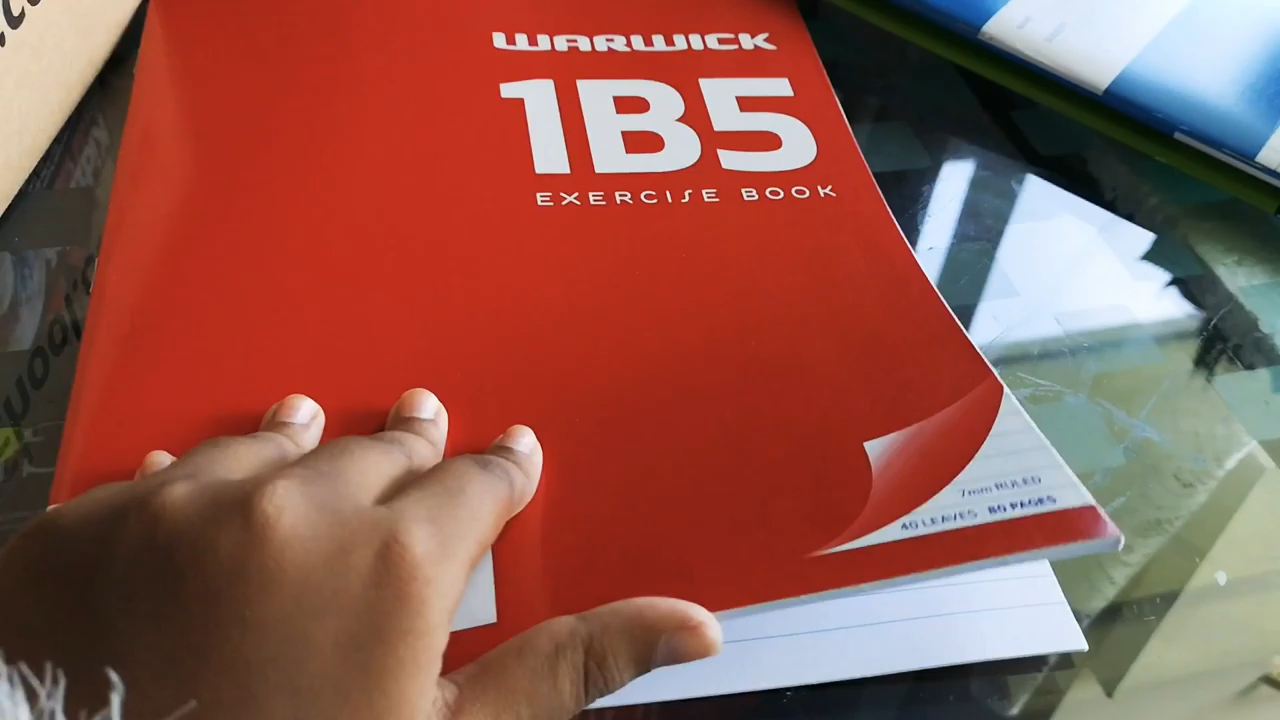 WARWICK
1B5
EXERCISE BOOK
7mm RULED
40 LEAVES 80 PAGES